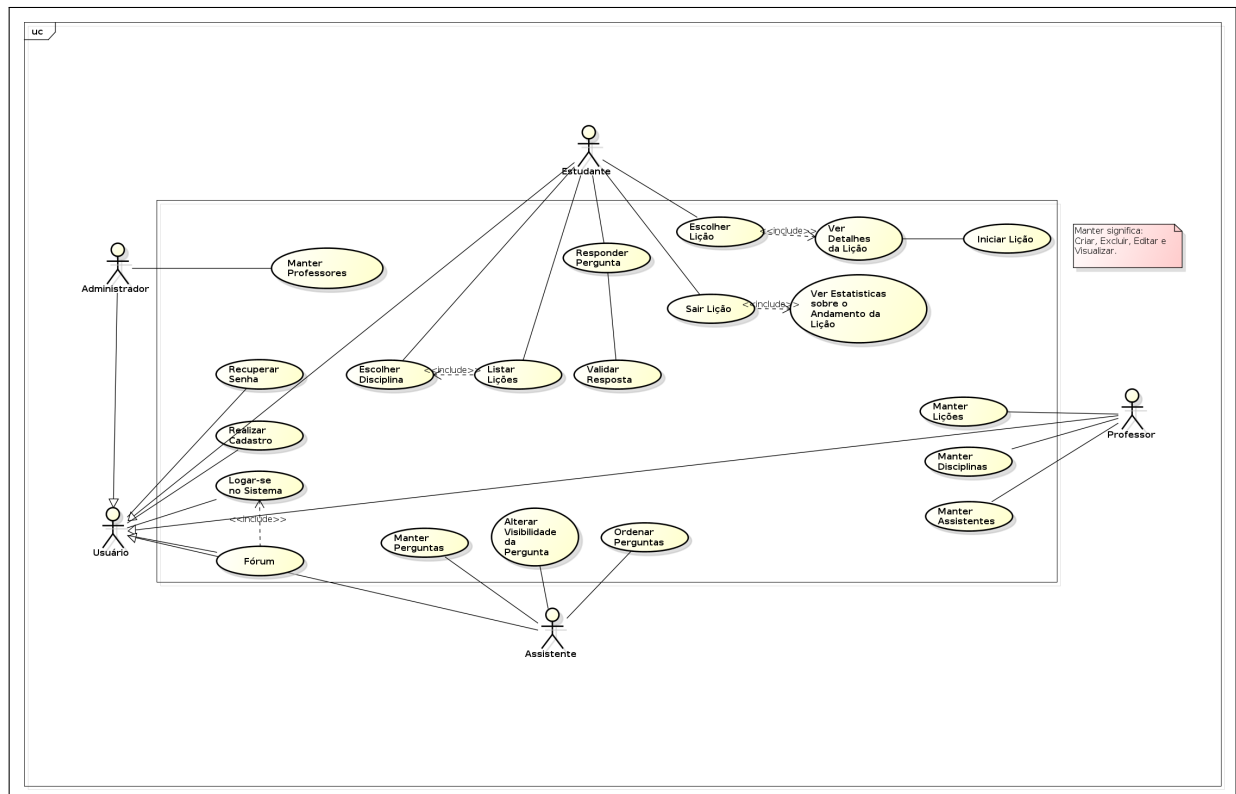 uc
Estudante
Escolher
Lição
<<include>>
Ver
Detalhes
da Lição
Iniciar Lição
Manter significa:
Criar, Excluir, Editar e
Visualizar.
Administrador
Manter
Professores
Responder
Pergunta
Sair Lição
<<include>>
Ver Estatisticas
sobre o
Andamento da
Lição
Recuperar
Senha
Escolher
Disciplina
<<include>>
Listar
Lições
Validar
Resposta
Manter
Lições
Professor
Realizar
Cadastro
Manter
Disciplinas
Logar-se
no Sistema
Manter
Assistentes
<<include>>
Usuário
Fórum
Manter
Perguntas
Alterar
Visibilidade
da
Pergunta
Ordenar
Perguntas
Assistente